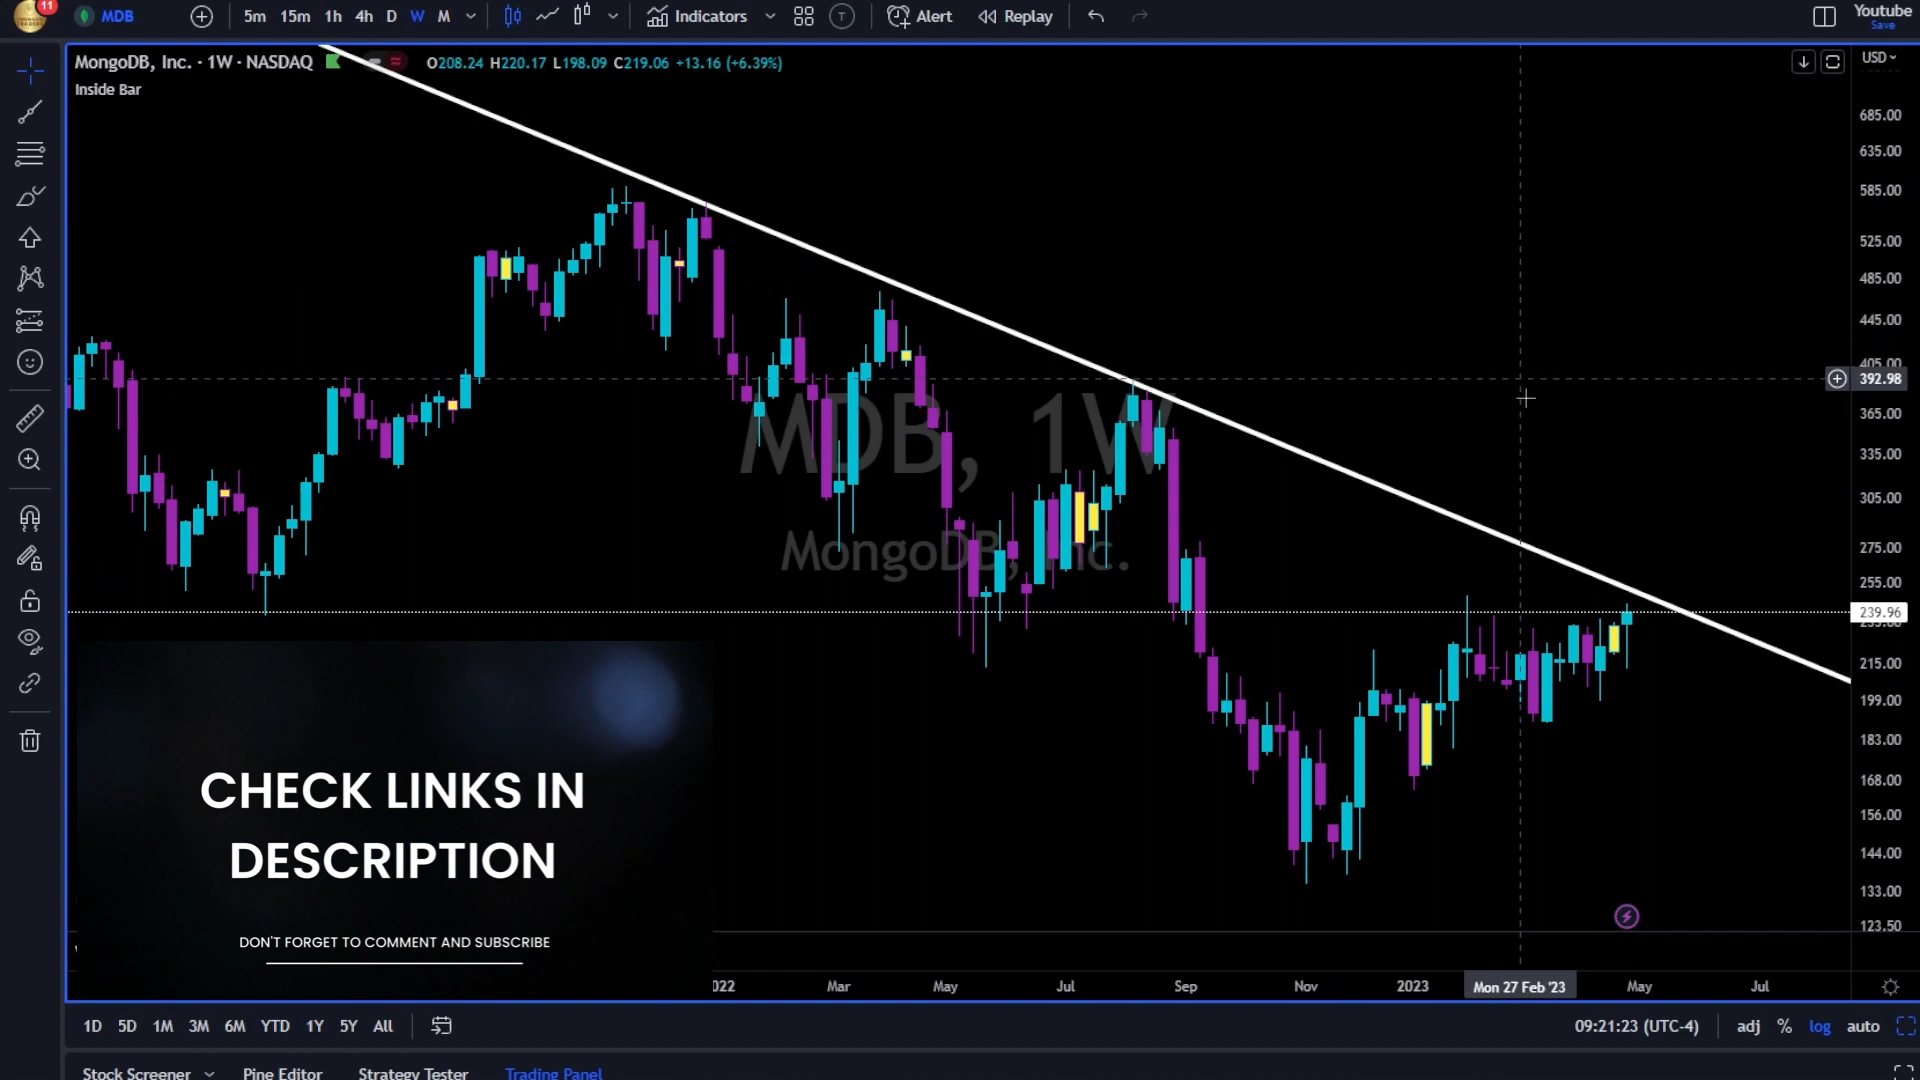 11
MDB
5m 15m 1h 4h D W M
Indicators
T
Alert
Replay
Youtube
Save
MongoDB, Inc. · 1W · NASDAQ
O208.24 H220.17 L198.09 C219.06 +13.16 (+6.39%)
USD
Inside Bar
685.00
635.00
585.00
525.00
485.00
445.00
405.00
392.98
365.00
335.00
305.00
275.00
255.00
239.96
215.00
199.00
183.00
168.00
156.00
144.00
133.00
123.50
MDB, 1W
MongoDB, Inc.
CHECK LINKS IN
DESCRIPTION
DON'T FORGET TO COMMENT AND SUBSCRIBE
Mar May Jul Sep Nov 2023 Mon 27 Feb '23 May Jul
1D 5D 1M 3M 6M YTD 1Y 5Y All
09:21:23 (UTC-4) adj % log auto
Stock Screener Pine Editor Strategy Tester Trading Panel